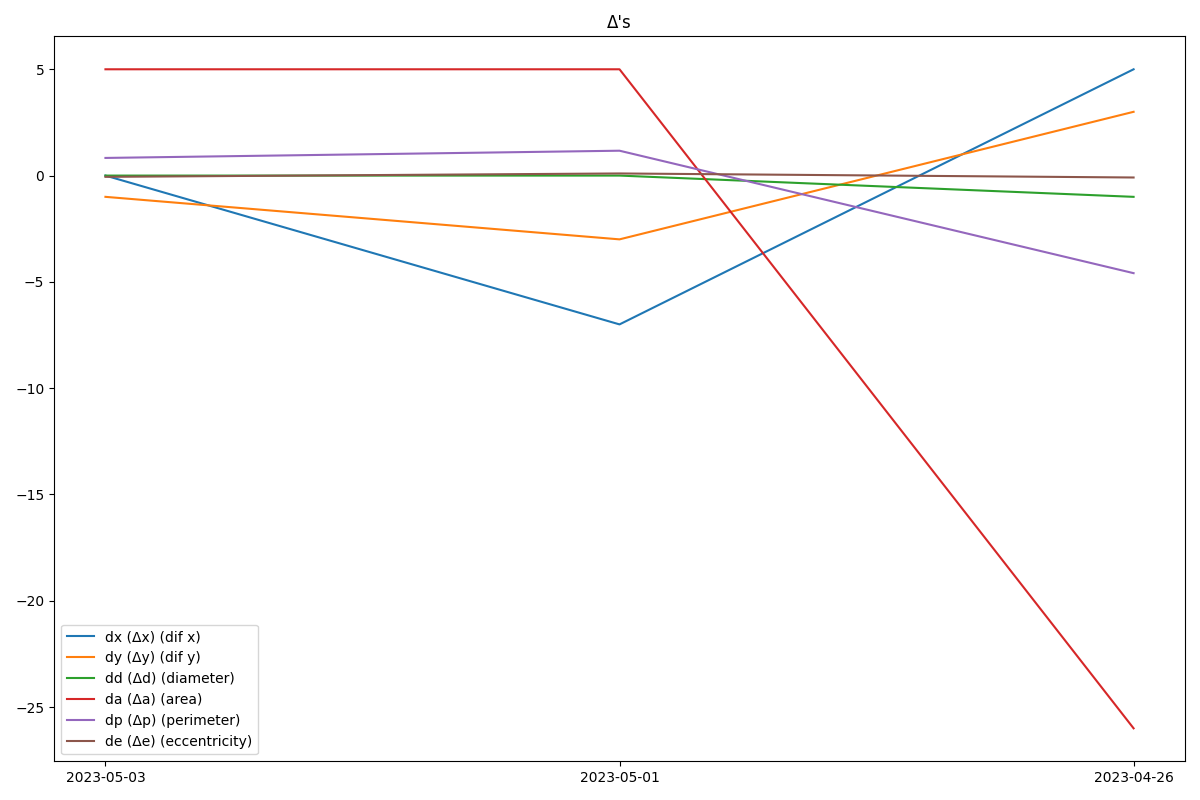 Δ's
5
0
−5
−10
−15
−20
−25
dx (Δx) (dif x)
dy (Δy) (dif y)
dd (Δd) (diameter)
da (Δa) (area)
dp (Δp) (perimeter)
de (Δe) (eccentricity)
2023-05-03 2023-05-01 2023-04-26